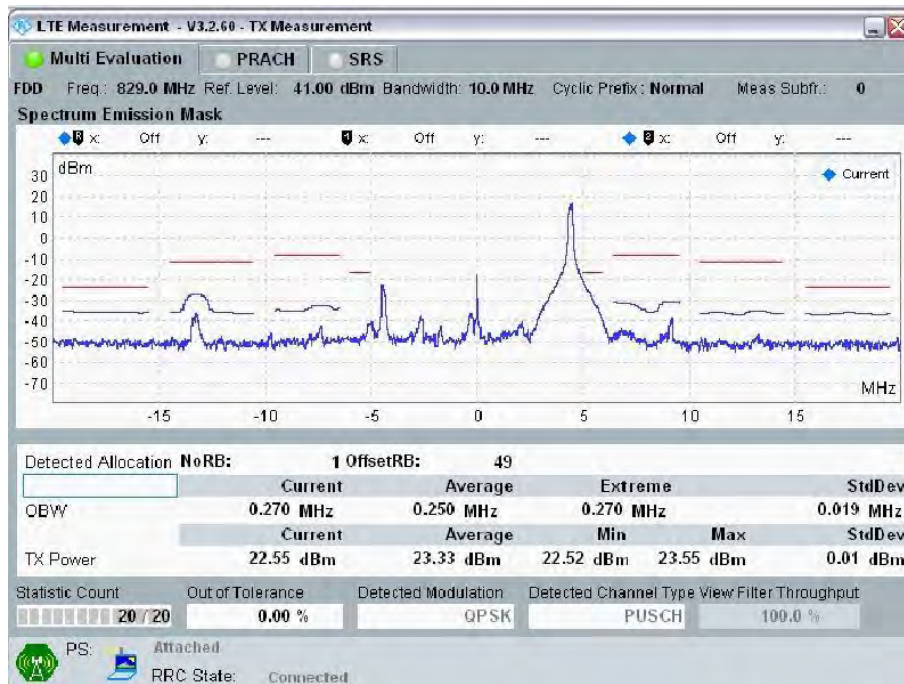 LTE Measurement - V3.2.60 - TX Measurement
Multi Evaluation PRACH SRS
FDD Freq.: 829.0 MHz Ref. Level: 41.00 dBm Bandwidth: 10.0 MHz Cyclic Prefix: Normal Meas Subfr.: 0
Spectrum Emission Mask
R x: Off y: --- 1 x: Off y: --- 2 x: Off y: ---
dBm
Current
30
20
10
0
-10
-20
-30
-40
-50
-60
-70
MHz
-15 -10 -5 0 5 10 15
Detected Allocation NoRB: 1 OffsetRB: 49
Current Average Extreme StdDev
OBW 0.270 MHz 0.250 MHz 0.270 MHz 0.019 MHz
Current Average Min Max StdDev
TX Power 22.55 dBm 23.33 dBm 22.52 dBm 23.55 dBm 0.01 dBm
Statistic Count Out of Tolerance Detected Modulation Detected Channel Type View Filter Throughput
20 / 20 0.00 % QPSK PUSCH 100.0 %
PS: Attached
RRC State: Connected